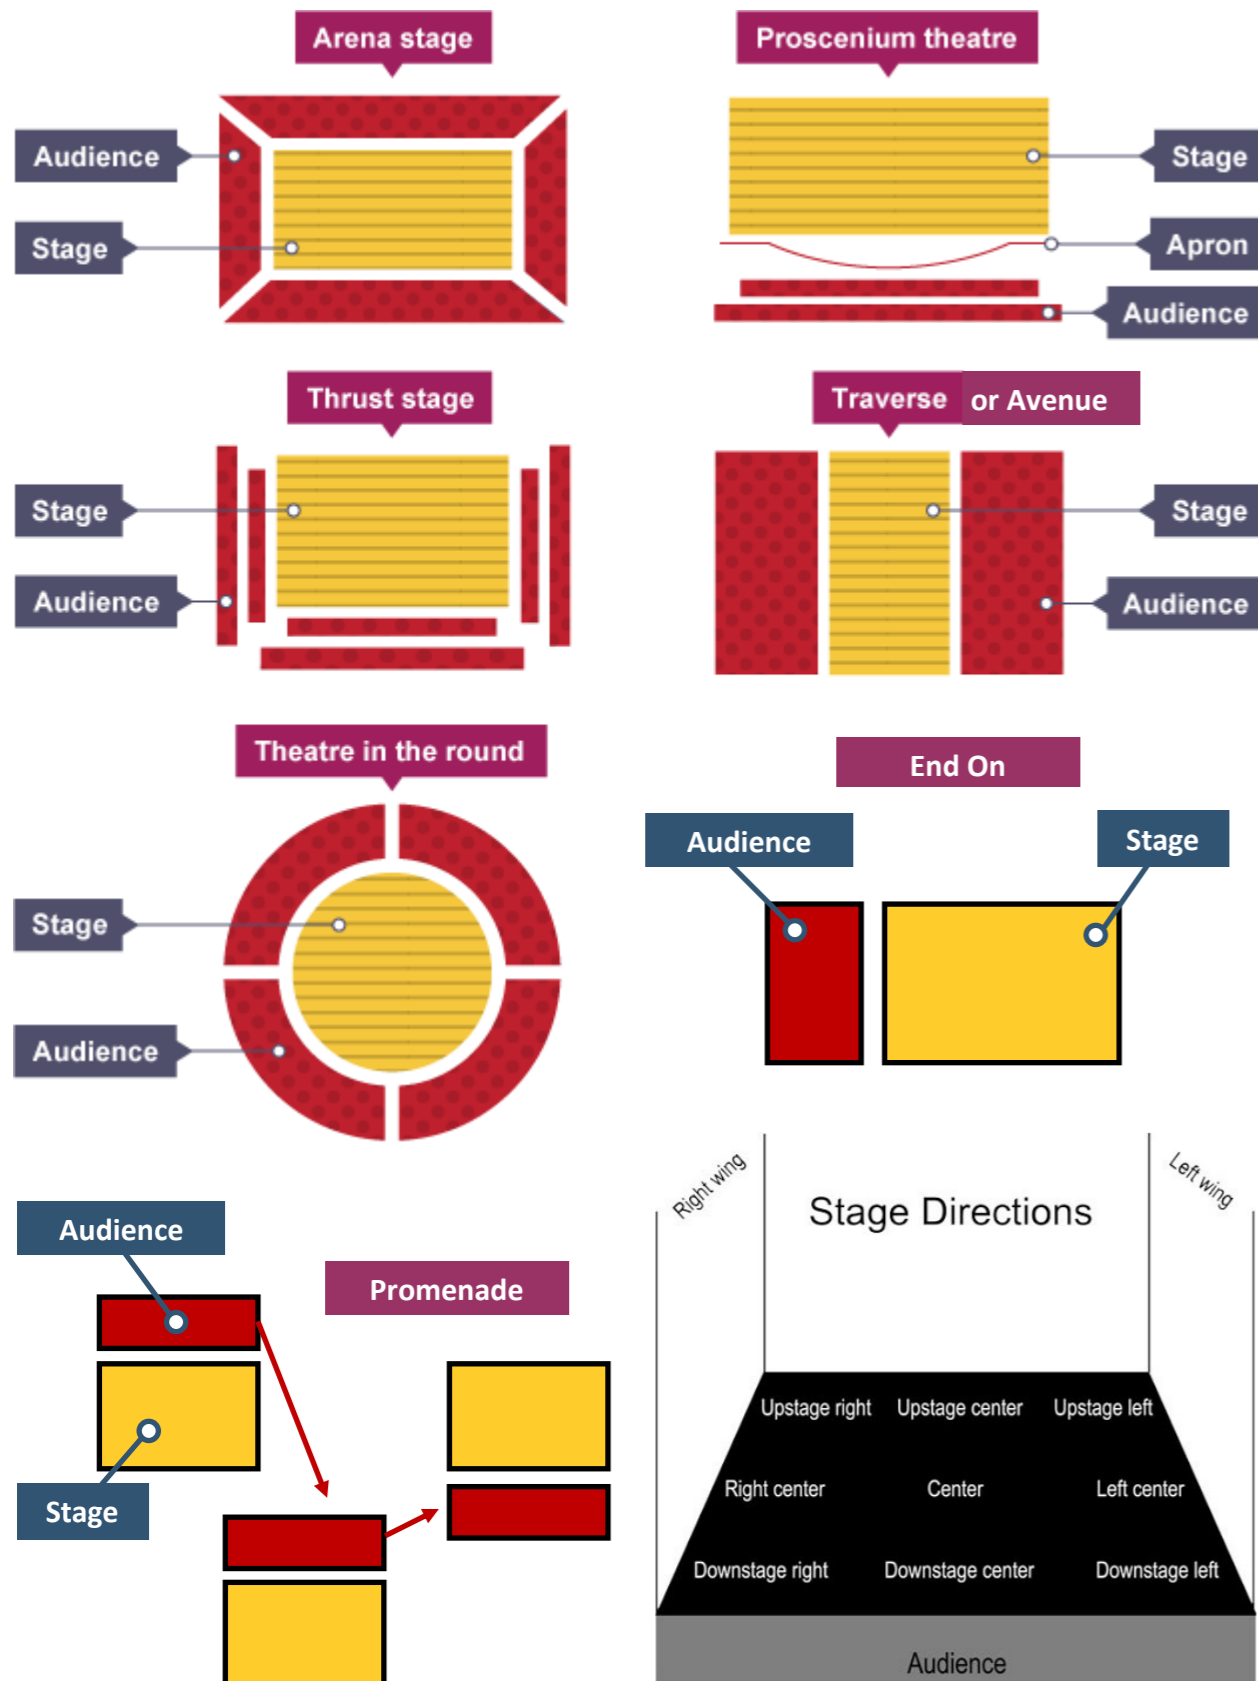 Arena stage
Audience
Stage
Proscenium theatre
Stage
Apron
Audience
Thrust stage
Stage
Audience
Traverse or Avenue
Stage
Audience
Theatre in the round
Stage
Audience
End On
Audience
Stage
Audience
Promenade
Stage
Right wing
Left wing
Stage Directions
Upstage right Upstage center Upstage left
Right center Center Left center
Downstage right Downstage center Downstage left
Audience